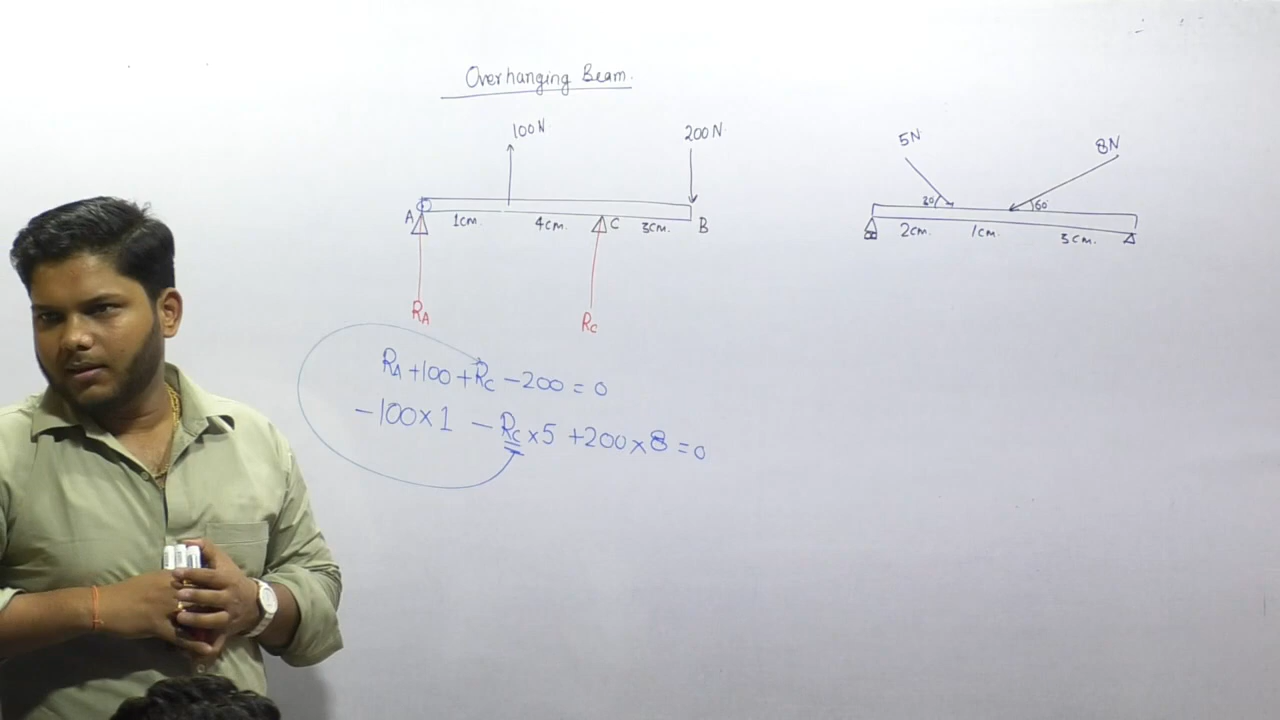 Overhanging Beam.
100N
200N
A
1cm.
4cm.
C
3cm.
B
RA
RC
RA+100+RC-200=0
-100×1 -RC×5+200×8=0
5N
8N
30°
60°
2cm.
1cm.
3cm.